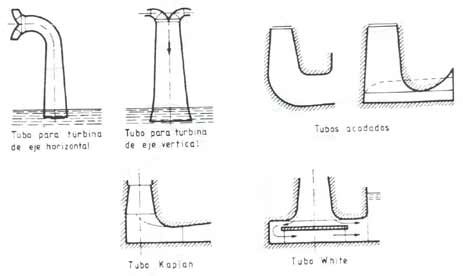 Tubo para turbina
de eje horizontal
Tubo para turbina
de eje vertical
Tubos acodados
Tubo Kaplan
Tubo White